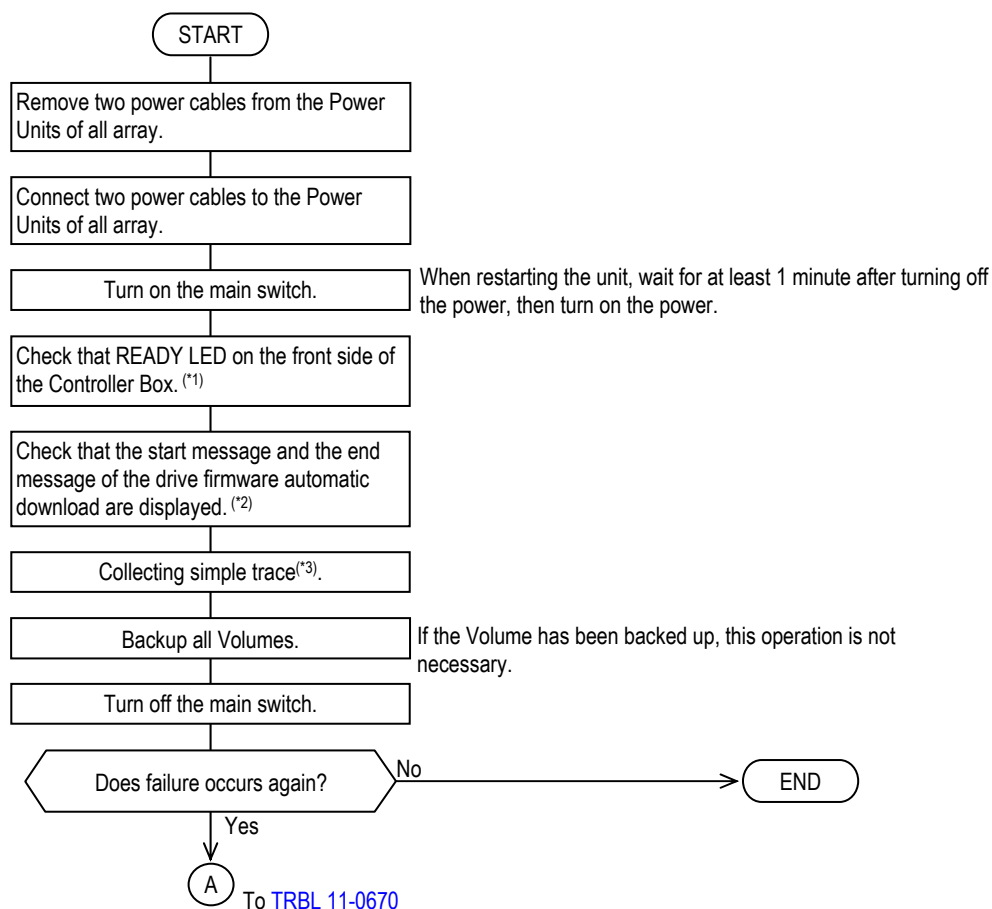 START
Remove two power cables from the Power
Units of all array.
Connect two power cables to the Power
Units of all array.
Turn on the main switch.
When restarting the unit, wait for at least 1 minute after turning off
the power, then turn on the power.
Check that READY LED on the front side of
the Controller Box. (*1)
Check that the start message and the end
message of the drive firmware automatic
download are displayed. (*2)
Collecting simple trace(*3).
Backup all Volumes.
If the Volume has been backed up, this operation is not
necessary.
Turn off the main switch.
Does failure occurs again?
No
END
Yes
A
To TRBL 11-0670